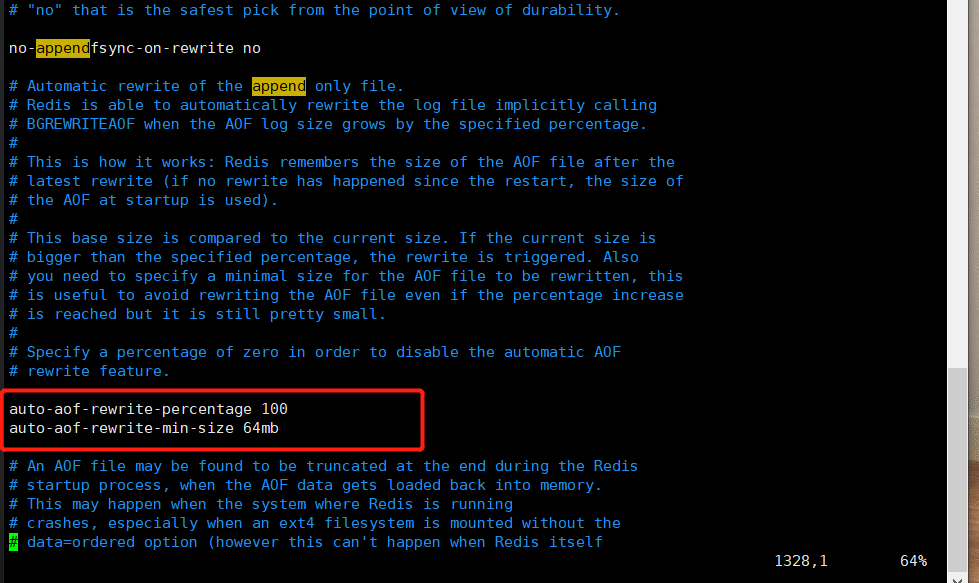 # "no" that is the safest pick from the point of view of durability.
no-appendfsync-on-rewrite no
# Automatic rewrite of the append only file.
# Redis is able to automatically rewrite the log file implicitly calling
# BGREWRITEAOF when the AOF log size grows by the specified percentage.
#
# This is how it works: Redis remembers the size of the AOF file after the
# latest rewrite (if no rewrite has happened since the restart, the size of
# the AOF at startup is used).
#
# This base size is compared to the current size. If the current size is
# bigger than the specified percentage, the rewrite is triggered. Also
# you need to specify a minimal size for the AOF file to be rewritten, this
# is useful to avoid rewriting the AOF file even if the percentage increase
# is reached but it is still pretty small.
#
# Specify a percentage of zero in order to disable the automatic AOF
# rewrite feature.
auto-aof-rewrite-percentage 100
auto-aof-rewrite-min-size 64mb
# An AOF file may be found to be truncated at the end during the Redis
# startup process, when the AOF data gets loaded back into memory.
# This may happen when the system where Redis is running
# crashes, especially when an ext4 filesystem is mounted without the
# data=ordered option (however this can't happen when Redis itself
1328,1 64%